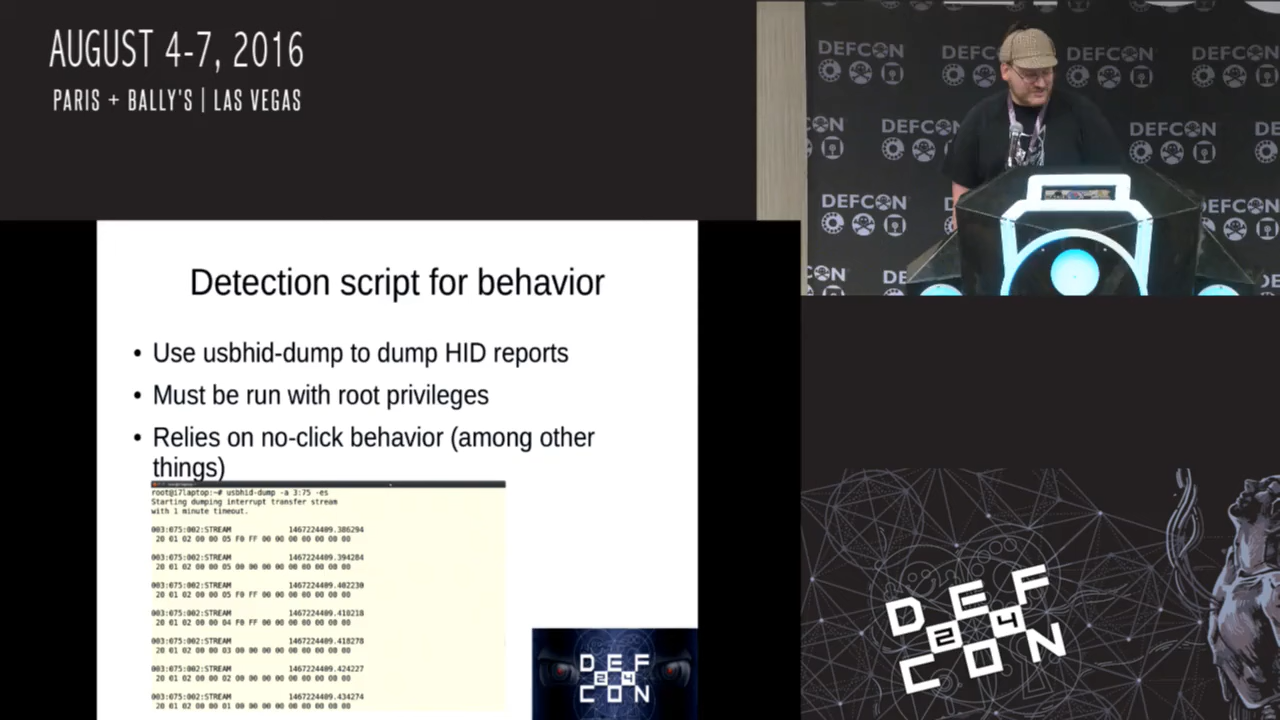 AUGUST 4-7, 2016
PARIS + BALLY'S | LAS VEGAS
DEFCON DEFCON DEFCON DEFCON
CON DEFCON DEFCON DE
DEFCON DEFCON
CON
Detection script for behavior
• Use usbhid-dump to dump HID reports
• Must be run with root privileges
• Relies on no-click behavior (among other
things)
root@i7laptop:~# usbhid-dump -a 3:75 -es
Starting dumping interrupt transfer stream
with 1 minute timeout.
003:075:002:STREAM 1467224409.386294
20 01 02 00 00 05 F0 FF 00 00 00 00 00 00 00
003:075:002:STREAM 1467224409.394284
20 01 02 00 00 05 00 00 00 00 00 00 00 00 00
003:075:002:STREAM 1467224409.402230
20 01 02 00 00 05 F0 FF 00 00 00 00 00 00 00
003:075:002:STREAM 1467224409.410218
20 01 02 00 00 04 F0 FF 00 00 00 00 00 00 00
003:075:002:STREAM 1467224409.418278
20 01 02 00 00 03 00 00 00 00 00 00 00 00 00
003:075:002:STREAM 1467224409.424227
20 01 02 00 00 02 00 00 00 00 00 00 00 00 00
003:075:002:STREAM 1467224409.434274
20 01 02 00 00 01 00 00 00 00 00 00 00 00 00
DEF
24
CON
DEF
24
CON